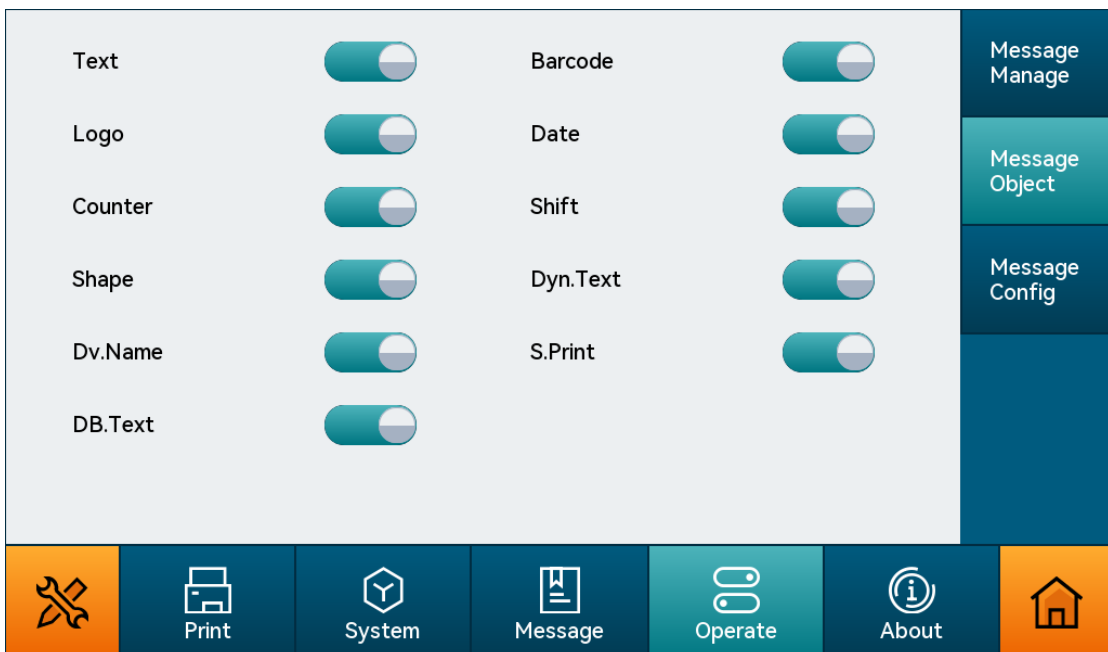 Text
Barcode
Logo
Date
Counter
Shift
Shape
Dyn.Text
Dv.Name
S.Print
DB.Text
Message
Manage
Message
Object
Message
Config
Print
System
Message
Operate
About